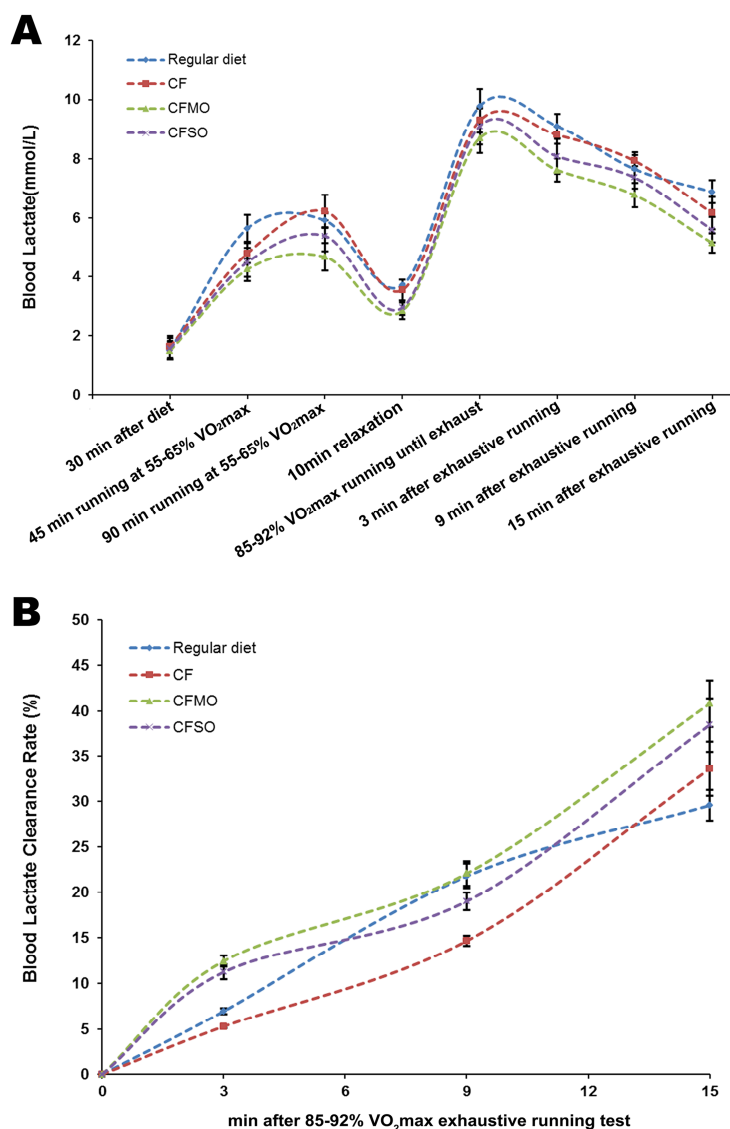 A
12
10
8
6
4
2
0
Blood Lactate(mmol/L)
Regular diet
CF
CFMO
CFSO
30 min after diet
45 min running at 55-65% VO₂max
90 min running at 55-65% VO₂max
10min relaxation
85-92% VO₂max running until exhaust
3 min after exhaustive running
9 min after exhaustive running
15 min after exhaustive running
B
50
45
40
35
30
25
20
15
10
5
0
Blood Lactate Clearance Rate (%)
Regular diet
CF
CFMO
CFSO
0 3 6 9 12 15
min after 85-92% VO₂max exhaustive running test